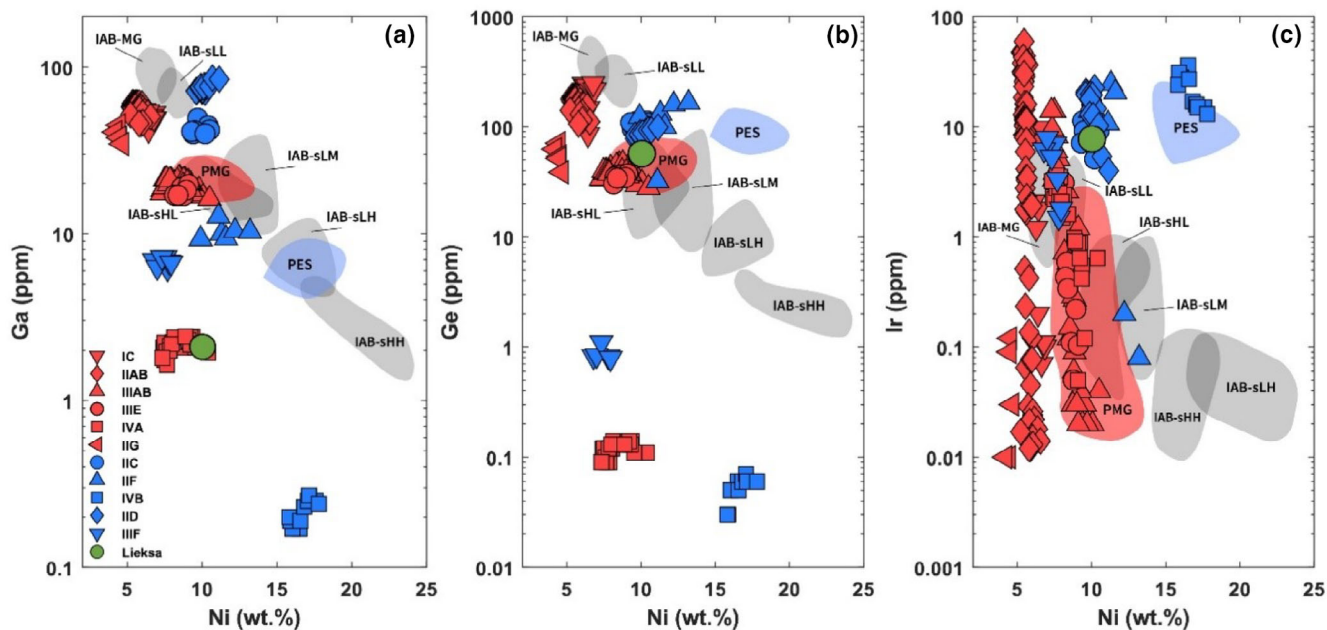 (a)
IAB-MG
IAB-sLL
100
PMG
IAB-sLM
IAB-sHL
IAB-sLH
10
PES
IAB-sHH
1
0.1
Ga (ppm)
IC
IIAB
IIIAB
IIIE
IVA
IIG
IIC
IIF
IVB
IID
IIIF
Lieksa
5 10 15 20 25
Ni (wt.%)
(b)
1000
IAB-MG
IAB-sLL
100
PES
PMG
IAB-sLM
IAB-sHL
IAB-sLH
10
IAB-sHH
1
0.1
0.01
Ge (ppm)
5 10 15 20 25
Ni (wt.%)
(c)
100
10
PES
IAB-sLL
IAB-MG
IAB-sHL
1
IAB-sLM
0.1
PMG
IAB-sHH
IAB-sLH
0.01
0.001
Ir (ppm)
5 10 15 20 25
Ni (wt.%)